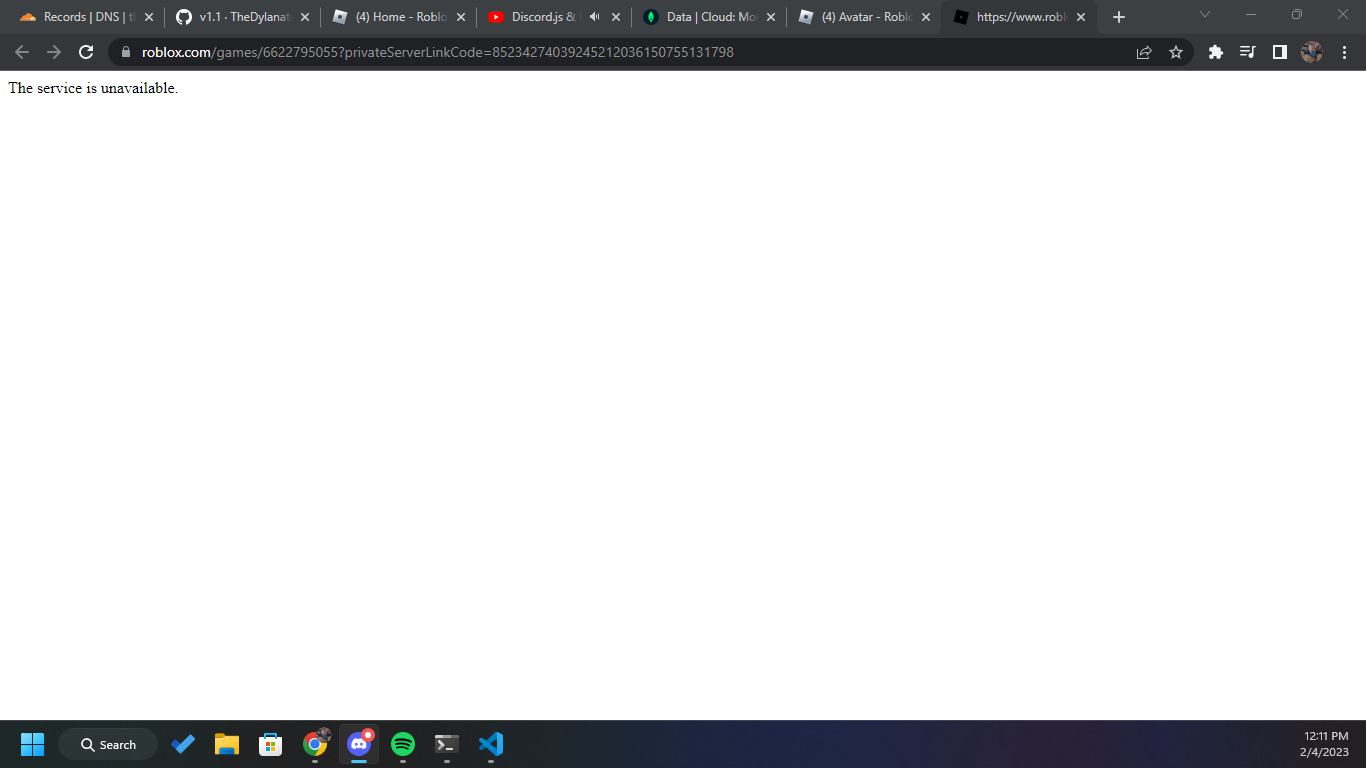 Records | DNS | t
v1.1 · TheDylanat
(4) Home - Roblo
Discord.js &
Data | Cloud: Mo
(4) Avatar - Roblo
https://www.robl
roblox.com/games/6622795055?privateServerLinkCode=85234274039245212036150755131798
The service is unavailable.
Search
12:11 PM
2/4/2023